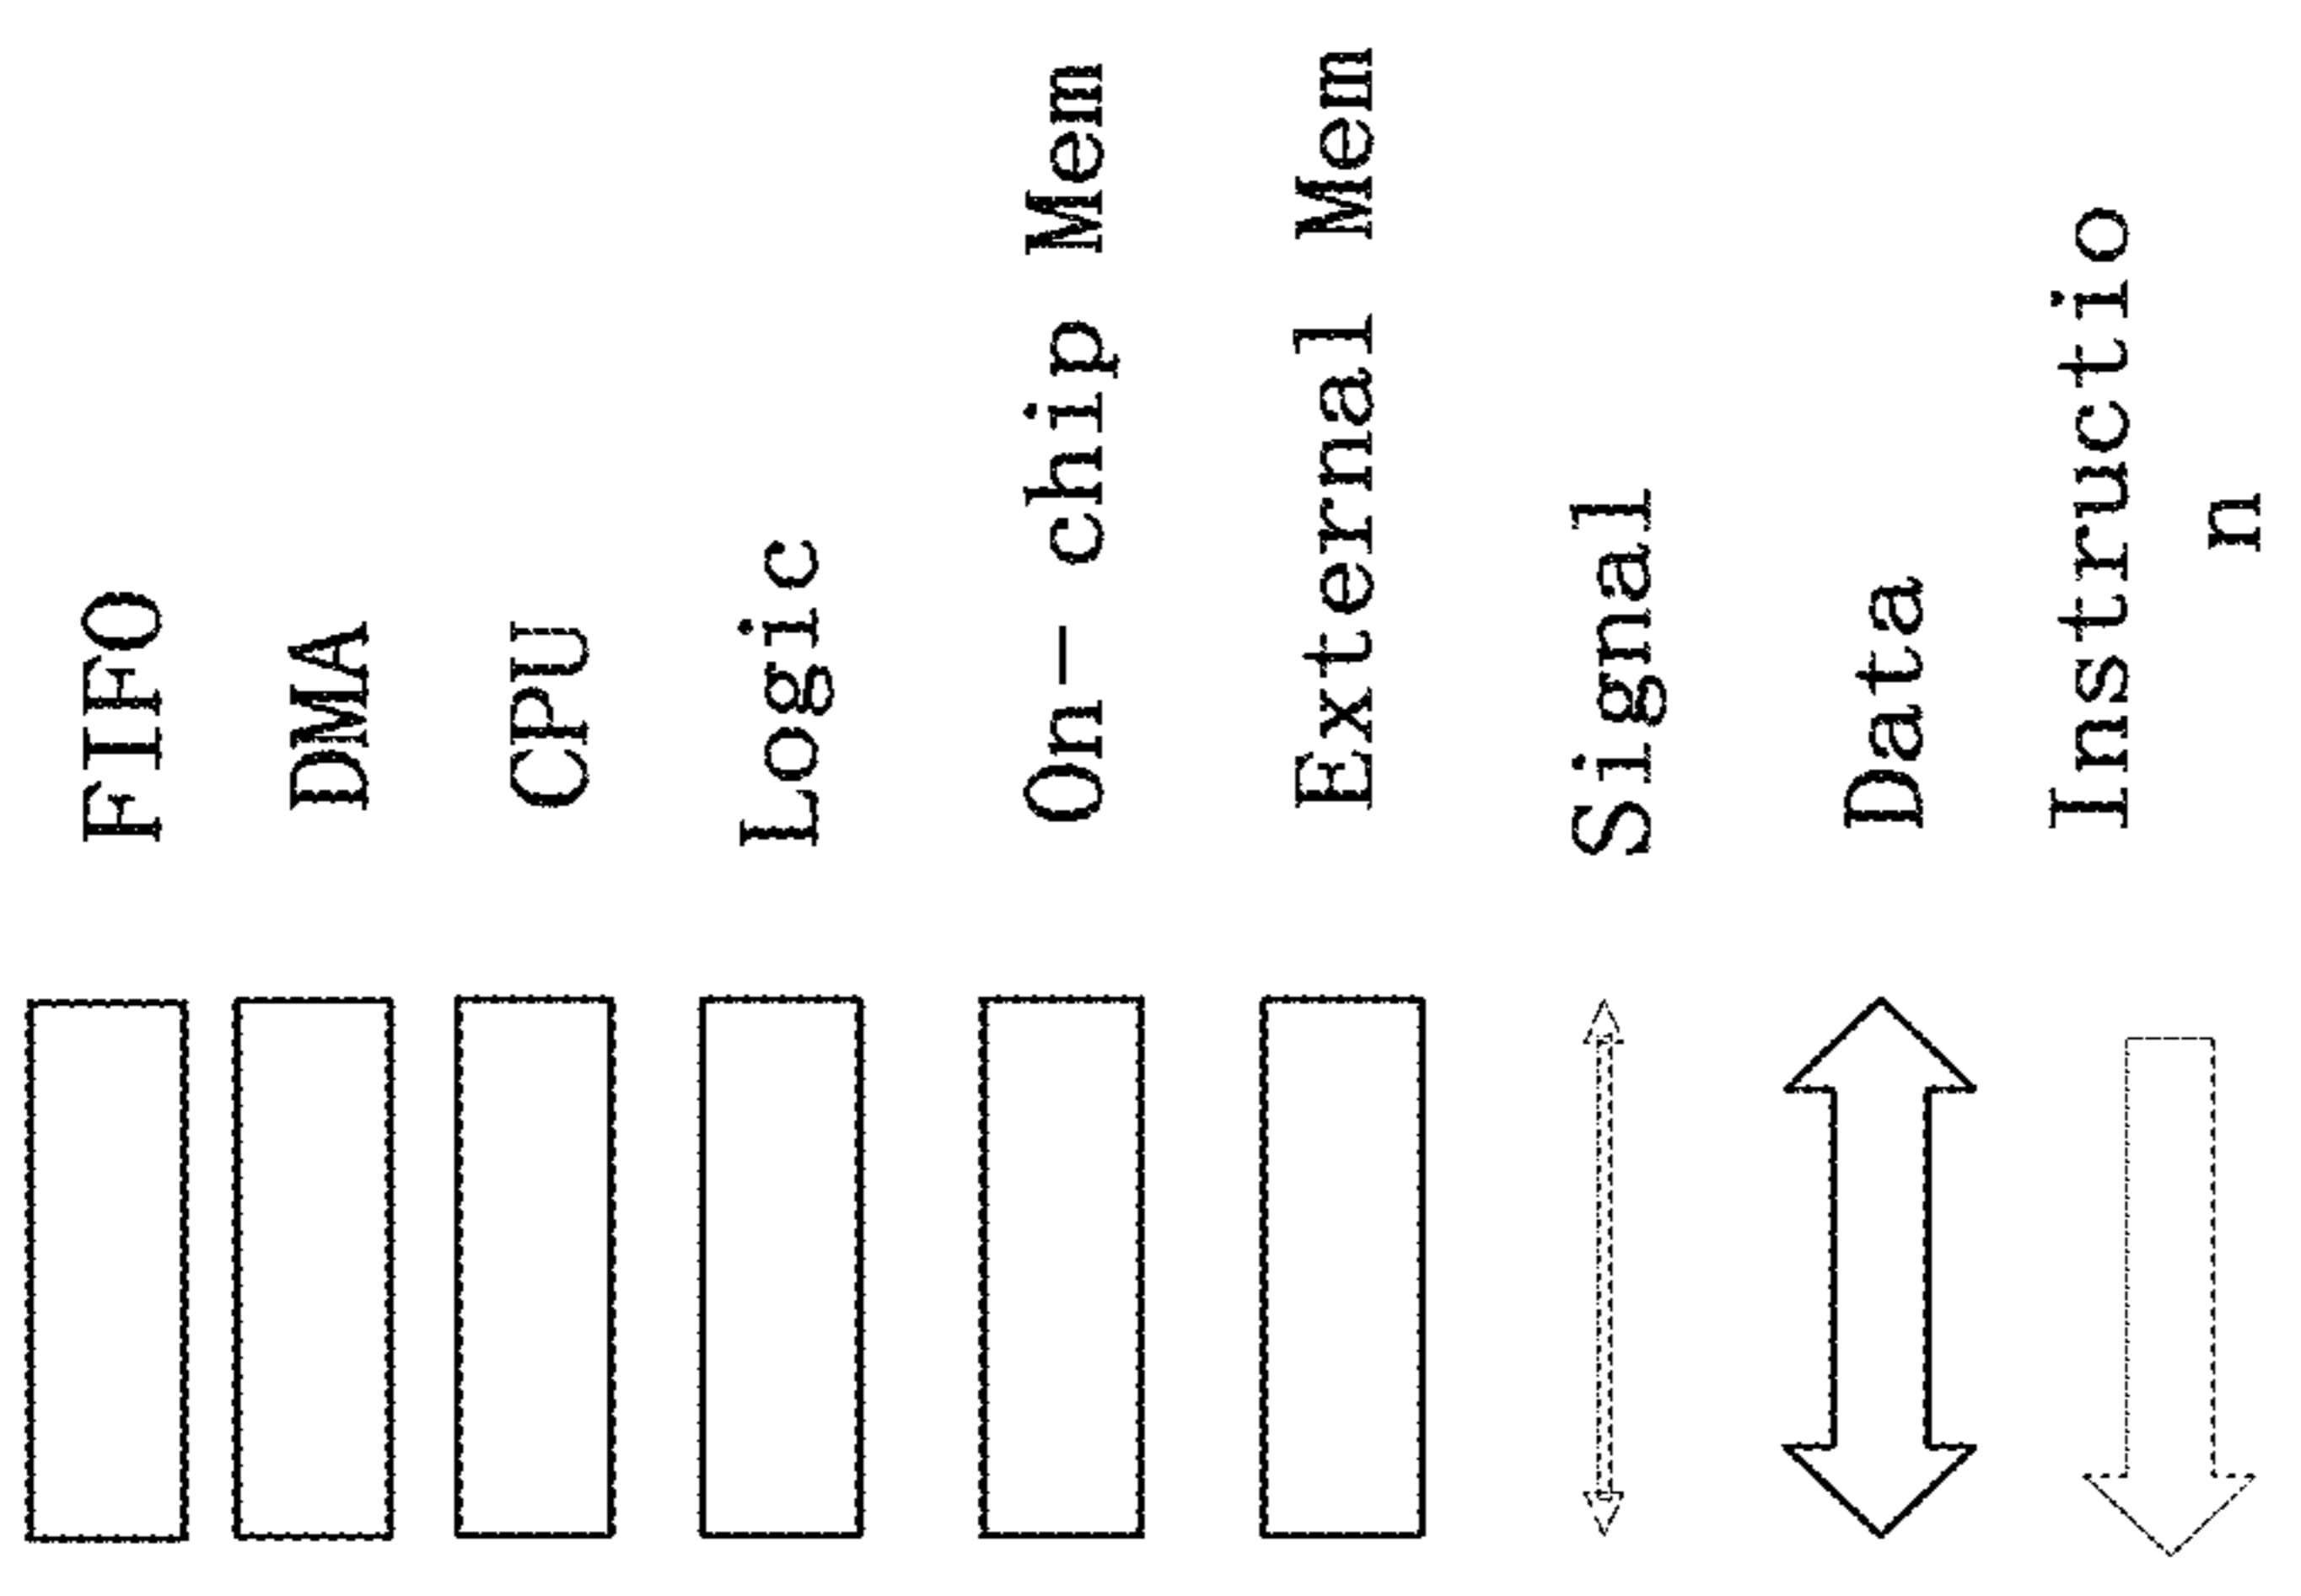 FIFO
DMA
CPU
Logic
On-chip Mem
External Mem
Signal
Data
Instructio
n